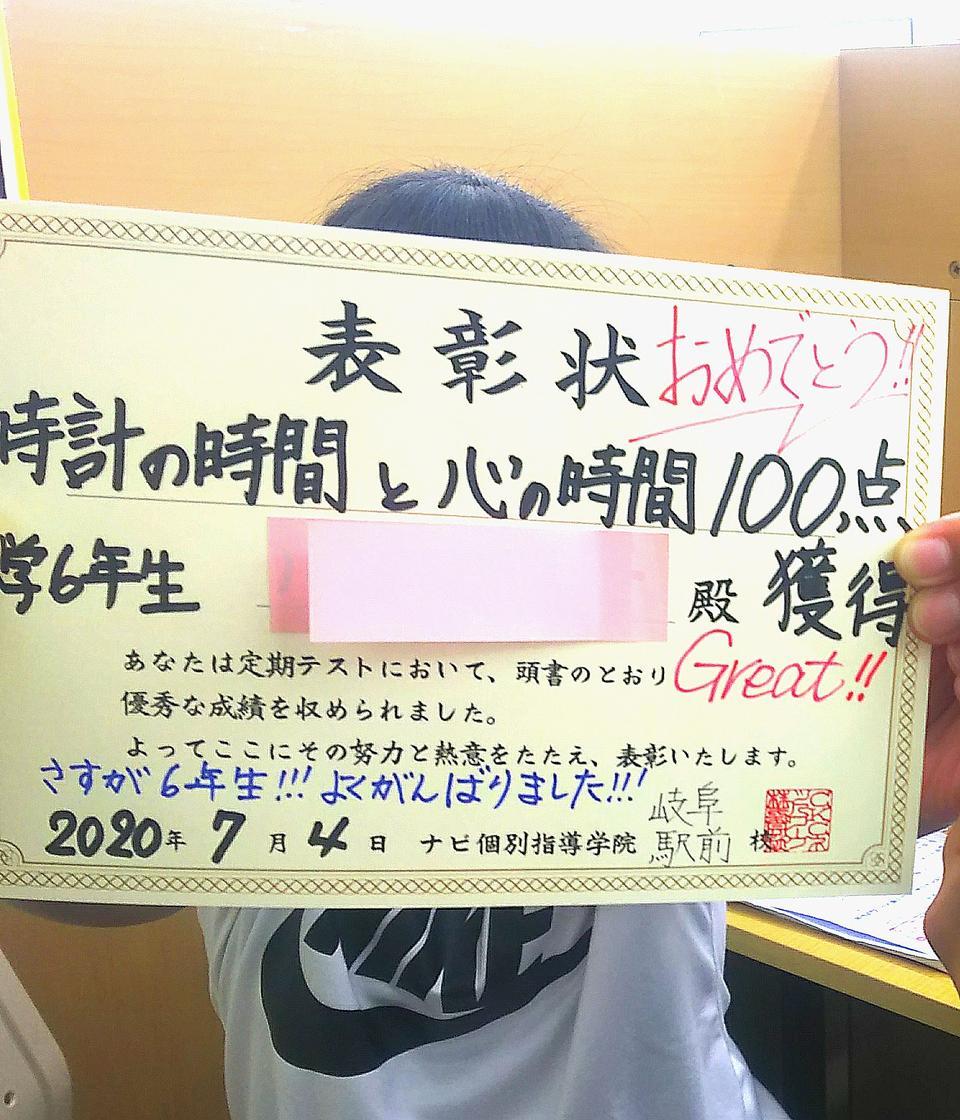 表彰状 おめでとう!!
時計の時間と心の時間100点
学6年生 殿 獲得
あなたは定期テストにおいて、頭書のとおり Great!!
優秀な成績を収められました。
よってここにその努力と熱意をたたえ、表彰いたします。
さすが6年生!!! よくがんばりました!!!
2020年 7月 4日 ナビ個別指導学院 岐阜駅前 校
NIKE